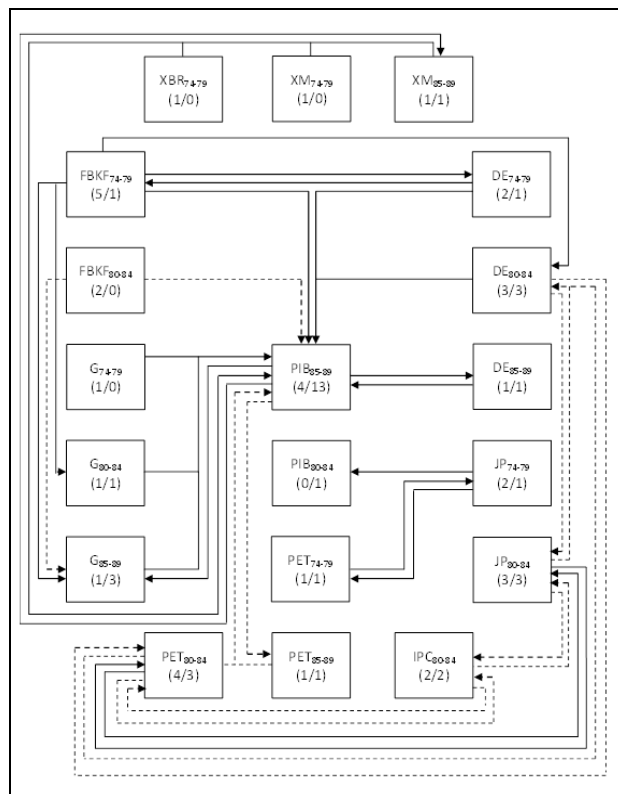 XBR74-79
(1/0)
XM74-79
(1/0)
XM85-89
(1/1)
FBKF74-79
(5/1)
DE74-79
(2/1)
FBKF80-84
(2/0)
DE80-84
(3/3)
G74-79
(1/0)
PIB85-89
(4/13)
DE85-89
(1/1)
G80-84
(1/1)
PIB80-84
(0/1)
JP74-79
(2/1)
G85-89
(1/3)
PET74-79
(1/1)
JP80-84
(3/3)
PET80-84
(4/3)
PET85-89
(1/1)
IPC80-84
(2/2)